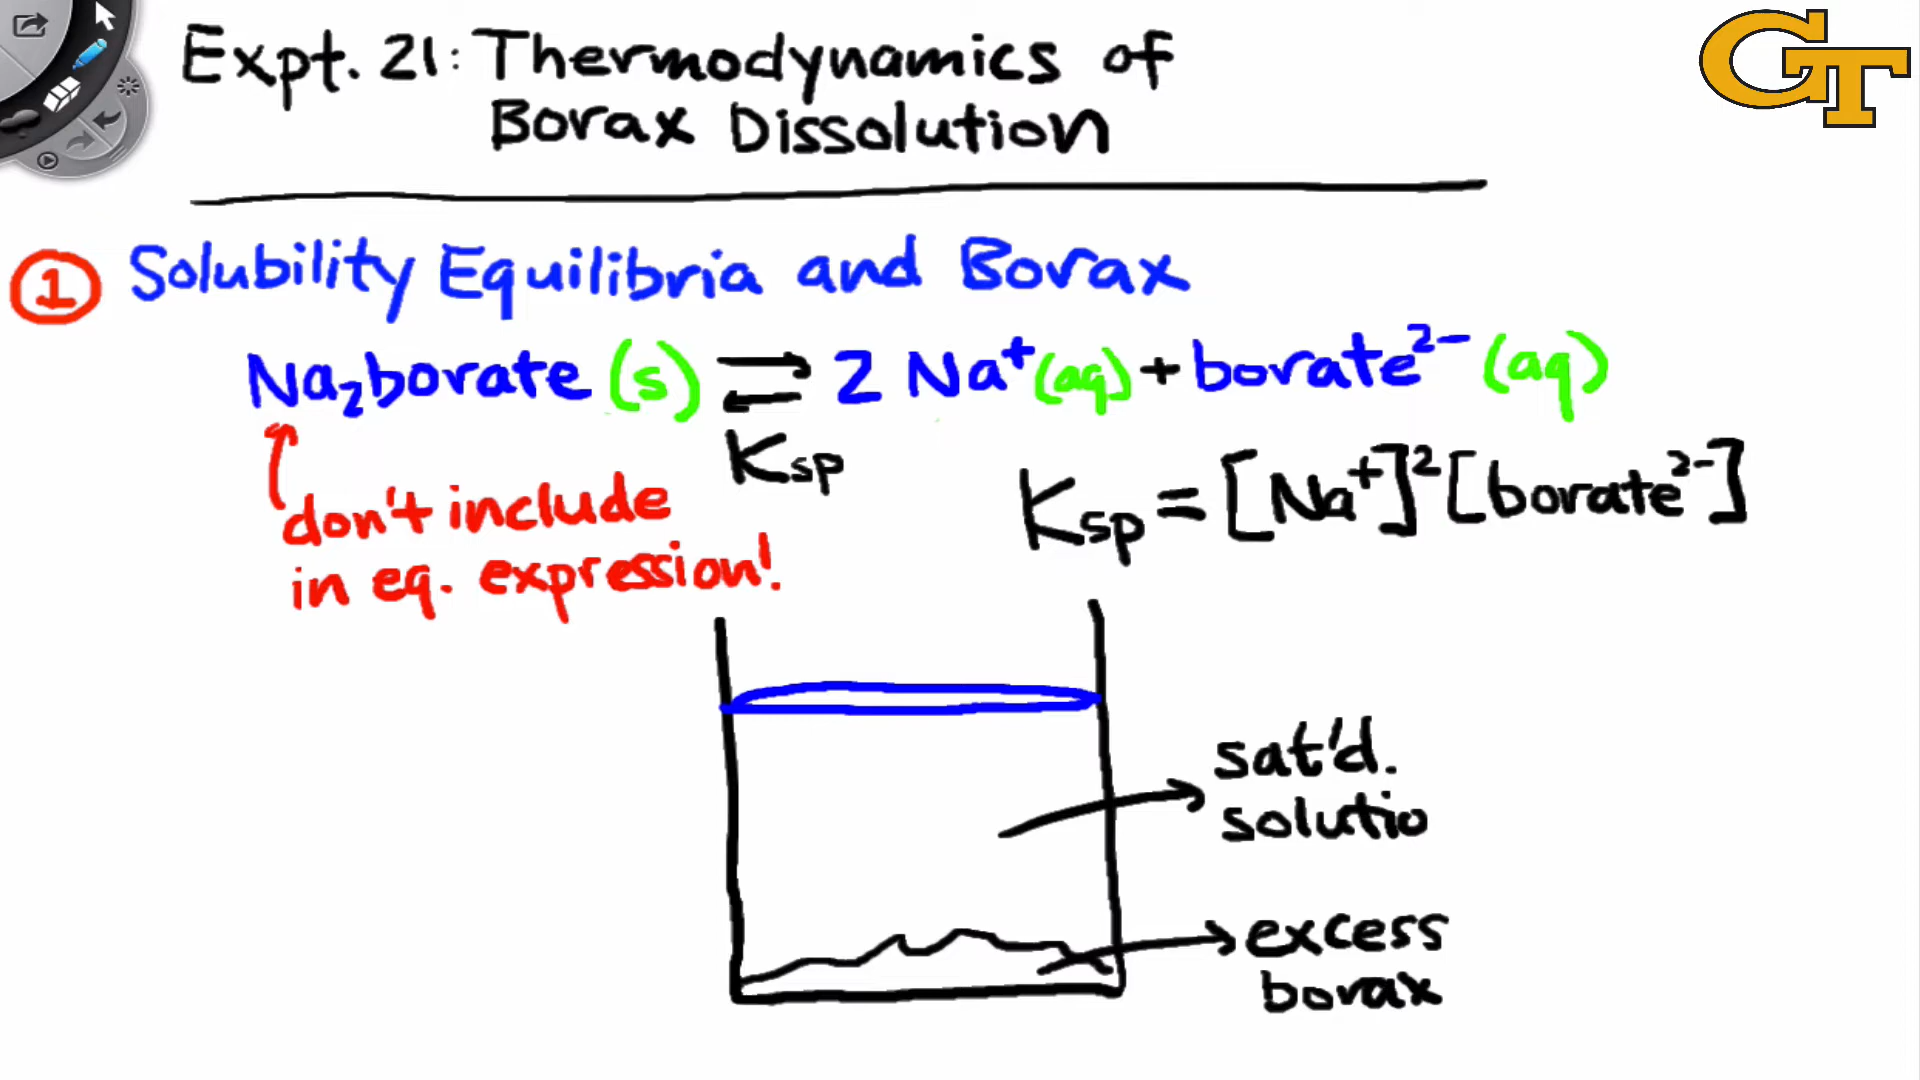 Expt. 21: Thermodynamics of
Borax Dissolution
GT
1 Solubility Equilibria and Borax
Na₂borate (s) ⇌ 2 Na⁺(aq) + borate²⁻ (aq)
Ksp
Ksp = [Na⁺]²[borate²⁻]
don't include
in eq. expression!
sat'd.
solutio
excess
borax